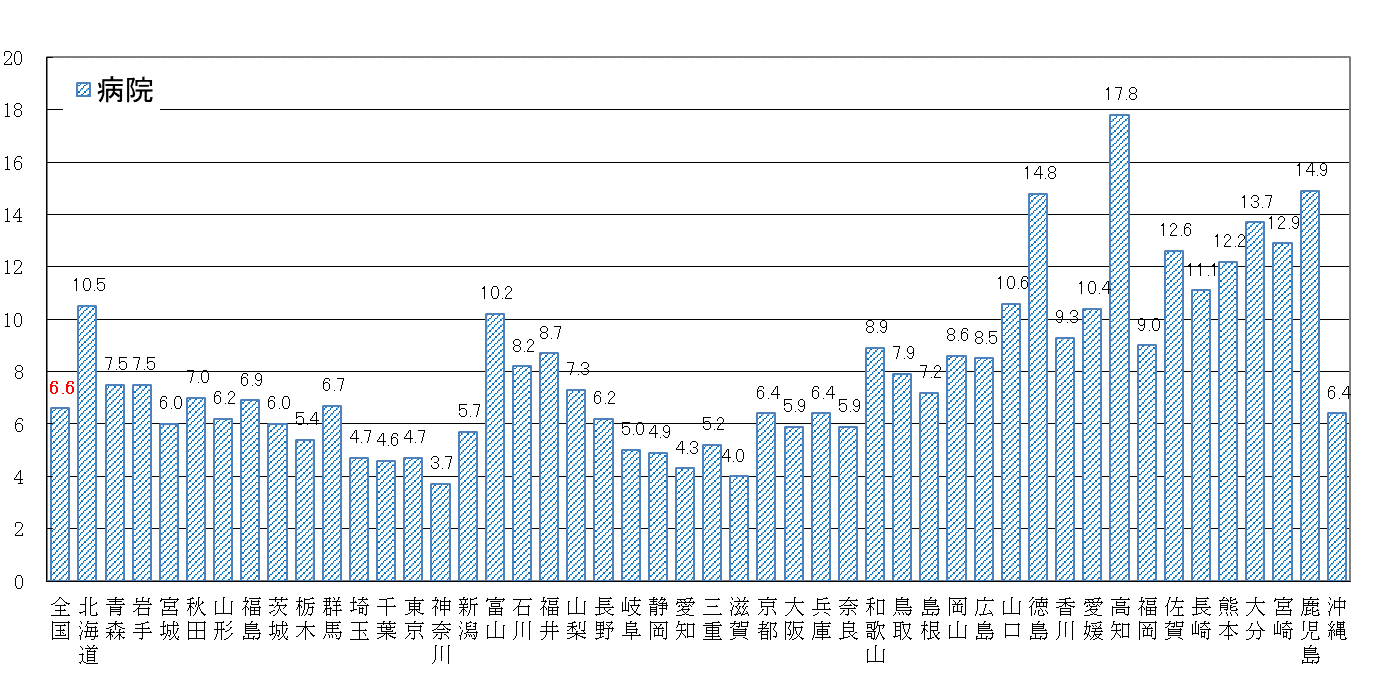 20
18
16
14
12
10
8
6
4
2
0
病院
6.6
10.5
7.5
7.5
6.0
7.0
6.2
6.9
6.0
5.4
6.7
4.7
4.6
4.7
3.7
5.7
10.2
8.2
8.7
7.3
6.2
5.0
4.9
4.3
5.2
4.0
6.4
5.9
6.4
5.9
8.9
7.9
7.2
8.6
8.5
10.6
14.8
9.3
10.4
17.8
9.0
12.6
11.1
12.2
13.7
12.9
14.9
6.4
全国
北海道
青森
岩手
宮城
秋田
山形
福島
茨城
栃木
群馬
埼玉
千葉
東京
神奈川
新潟
富山
石川
福井
山梨
長野
岐阜
静岡
愛知
三重
滋賀
京都
大阪
兵庫
奈良
和歌山
鳥取
島根
岡山
広島
山口
徳島
香川
愛媛
高知
福岡
佐賀
長崎
熊本
大分
宮崎
鹿児島
沖縄